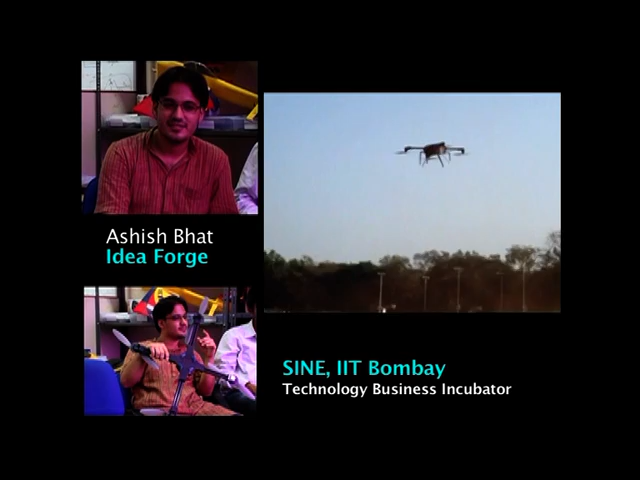 Ashish Bhat
Idea Forge
SINE, IIT Bombay
Technology Business Incubator